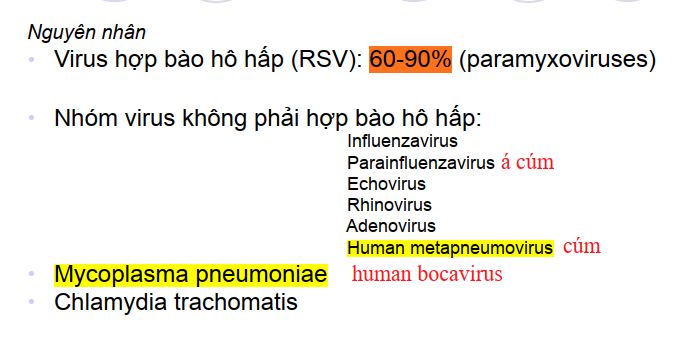 Nguyên nhân
• Virus hợp bào hô hấp (RSV): 60-90% (paramyxoviruses)
• Nhóm virus không phải hợp bào hô hấp:
Influenzavirus
Parainfluenzavirus á cúm
Echovirus
Rhinovirus
Adenovirus
Human metapneumovirus cúm
• Mycoplasma pneumoniae human bocavirus
• Chlamydia trachomatis